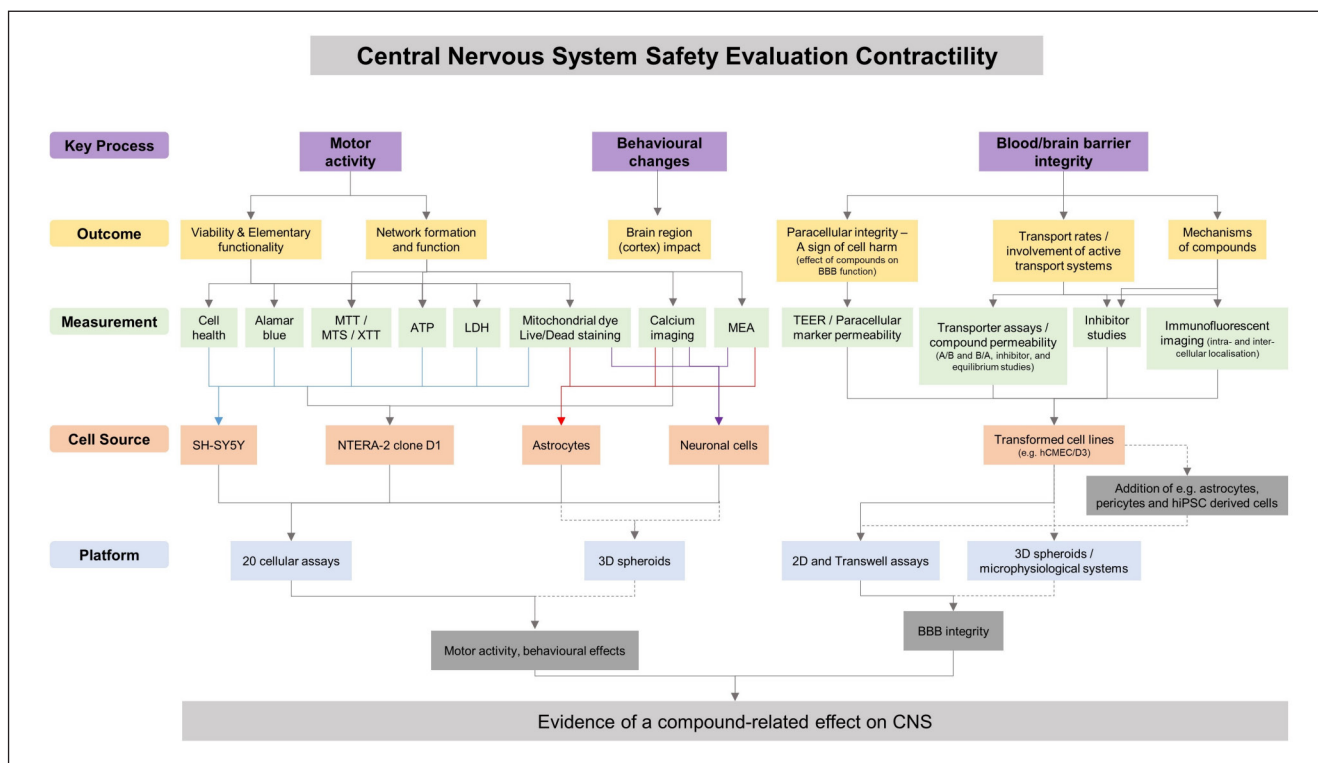 Central Nervous System Safety Evaluation Contractility
Key Process
Motor
activity
Behavioural
changes
Blood/brain barrier
integrity
Outcome
Viability & Elementary
functionality
Network formation
and function
Brain region
(cortex) impact
Paracellular integrity –
A sign of cell harm
(effect of compounds on
BBB function)
Transport rates /
involvement of active
transport systems
Mechanisms
of compounds
Measurement
Cell
health
Alamar
blue
MTT /
MTS / XTT
ATP
LDH
Mitochondrial dye
Live/Dead staining
Calcium
imaging
MEA
TEER / Paracellular
marker permeability
Transporter assays /
compound permeability
(A/B and B/A, inhibitor, and
equilibrium studies)
Inhibitor
studies
Immunofluorescent
imaging (intra- and inter-
cellular localisation)
Cell Source
SH-SY5Y
NTERA-2 clone D1
Astrocytes
Neuronal cells
Transformed cell lines
(e.g. hCMEC/D3)
Addition of e.g. astrocytes,
pericytes and hiPSC derived cells
Platform
20 cellular assays
3D spheroids
2D and Transwell assays
3D spheroids /
microphysiological systems
Motor activity, behavioural effects
BBB integrity
Evidence of a compound-related effect on CNS